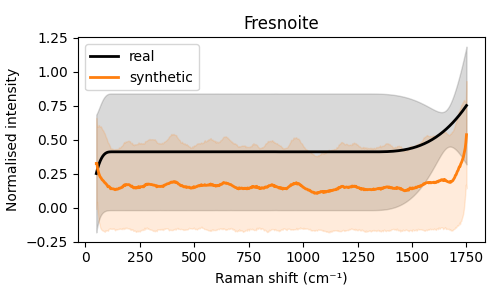 Fresnoite
real
synthetic
Normalised intensity
1.25
1.00
0.75
0.50
0.25
0.00
−0.25
0 250 500 750 1000 1250 1500 1750
Raman shift (cm⁻¹)